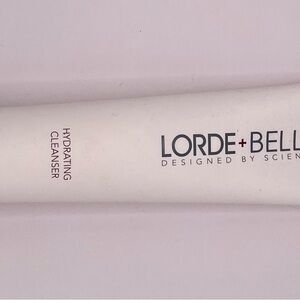 LORDE+BELL
DESIGNED BY SCIEN
HYDRATING
CLEANSER